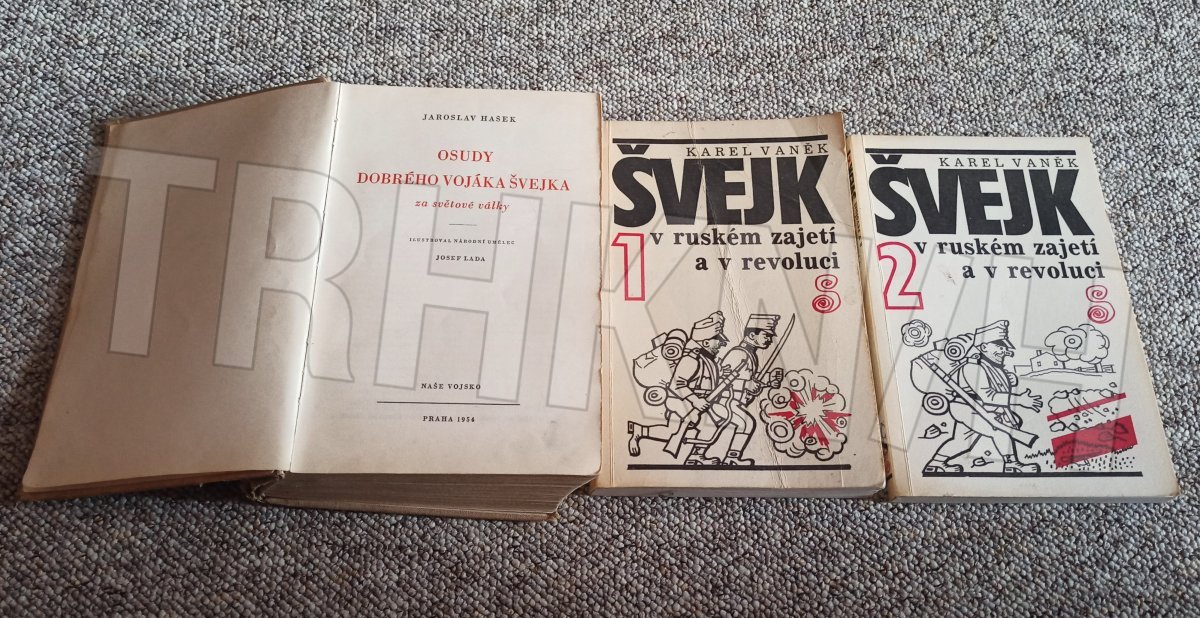 JAROSLAV HAŠEK
OSUDY
DOBRÉHO VOJÁKA ŠVEJKA
za světové války
ILUSTROVAL NÁRODNÍ UMĚLEC
JOSEF LADA
NAŠE VOJSKO
PRAHA 1954
KAREL VANĚK
ŠVEJK
1 v ruském zajetí
a v revoluci
KAREL VANĚK
ŠVEJK
2 v ruském zajetí
a v revoluci